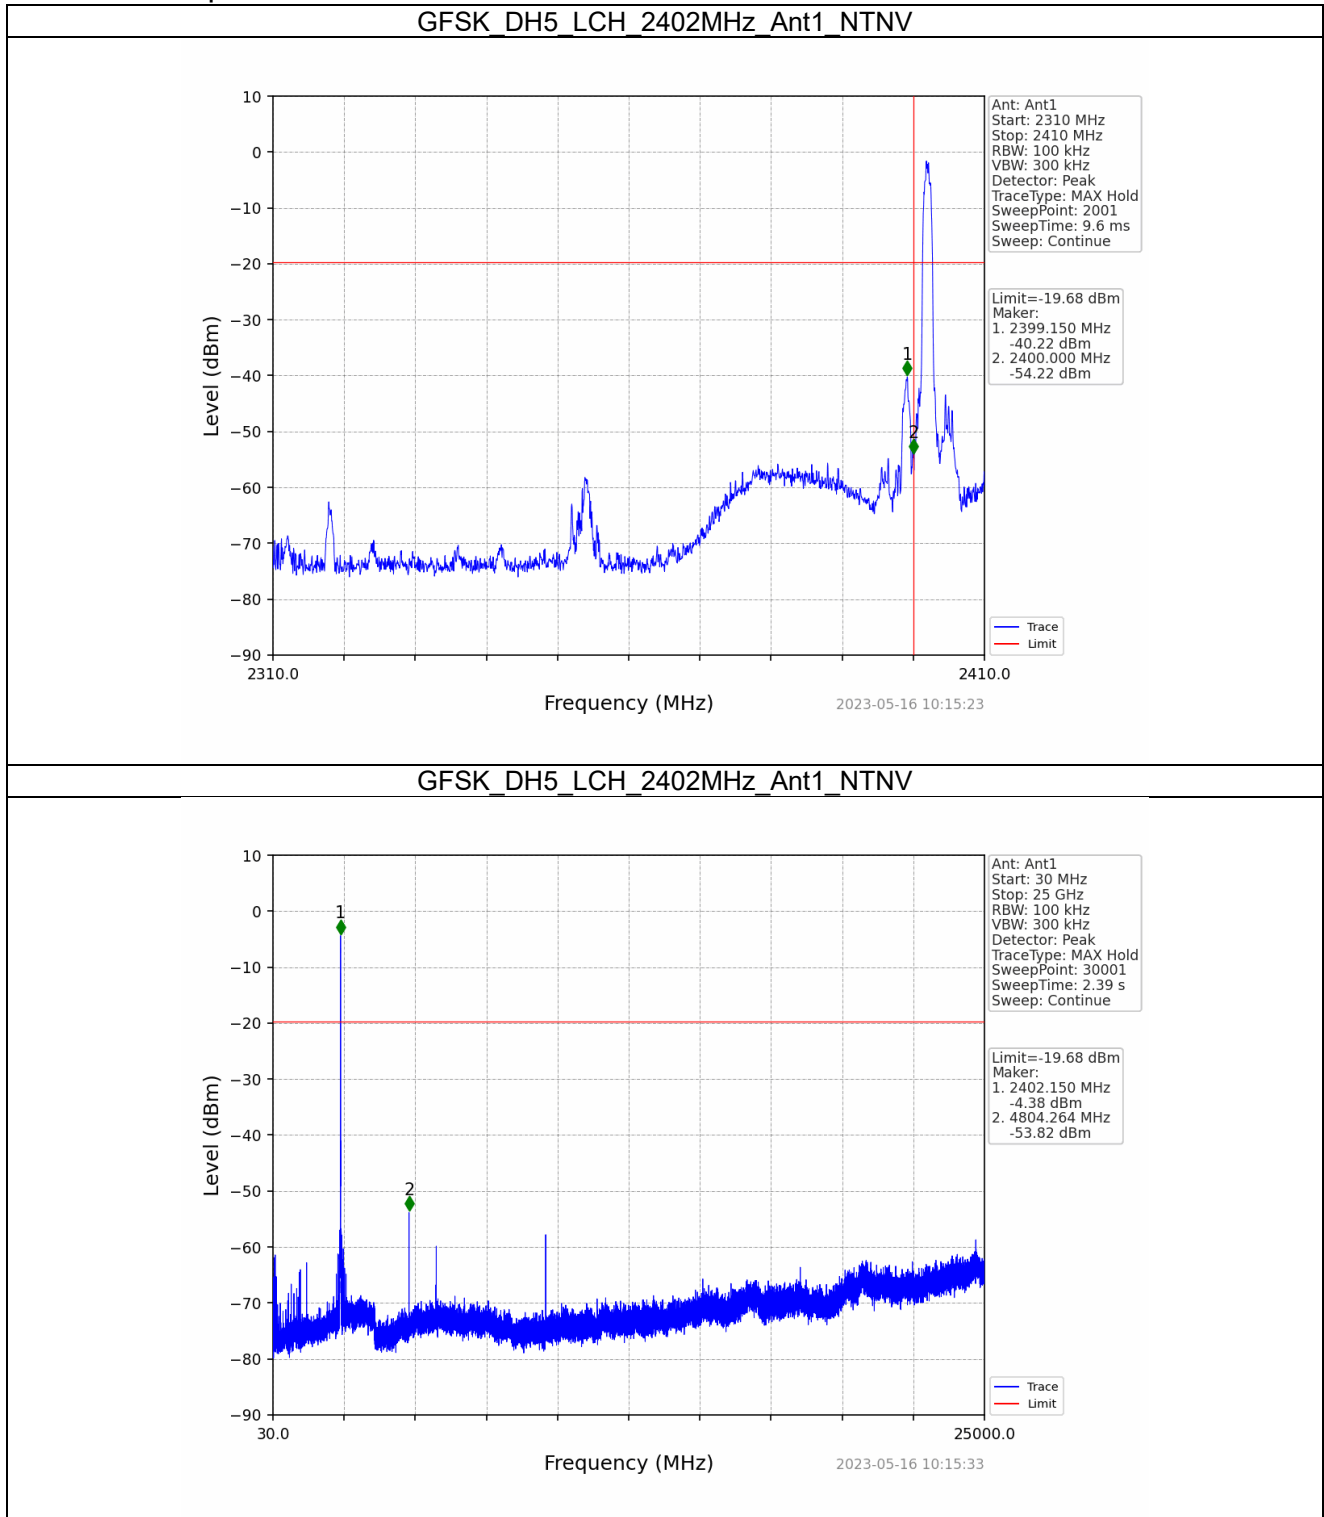 GFSK_DH5_LCH_2402MHz_Ant1_NTNV
10
0
−10
−20
−30
−40
−50
−60
−70
−80
−90
Level (dBm)
1
2
2310.0
2410.0
Frequency (MHz)
2023-05-16 10:15:23
Ant: Ant1
Start: 2310 MHz
Stop: 2410 MHz
RBW: 100 kHz
VBW: 300 kHz
Detector: Peak
TraceType: MAX Hold
SweepPoint: 2001
SweepTime: 9.6 ms
Sweep: Continue
Limit=-19.68 dBm
Maker:
1. 2399.150 MHz
-40.22 dBm
2. 2400.000 MHz
-54.22 dBm
Trace
Limit
GFSK_DH5_LCH_2402MHz_Ant1_NTNV
10
0
−10
−20
−30
−40
−50
−60
−70
−80
−90
Level (dBm)
1
2
30.0
25000.0
Frequency (MHz)
2023-05-16 10:15:33
Ant: Ant1
Start: 30 MHz
Stop: 25 GHz
RBW: 100 kHz
VBW: 300 kHz
Detector: Peak
TraceType: MAX Hold
SweepPoint: 30001
SweepTime: 2.39 s
Sweep: Continue
Limit=-19.68 dBm
Maker:
1. 2402.150 MHz
-4.38 dBm
2. 4804.264 MHz
-53.82 dBm
Trace
Limit